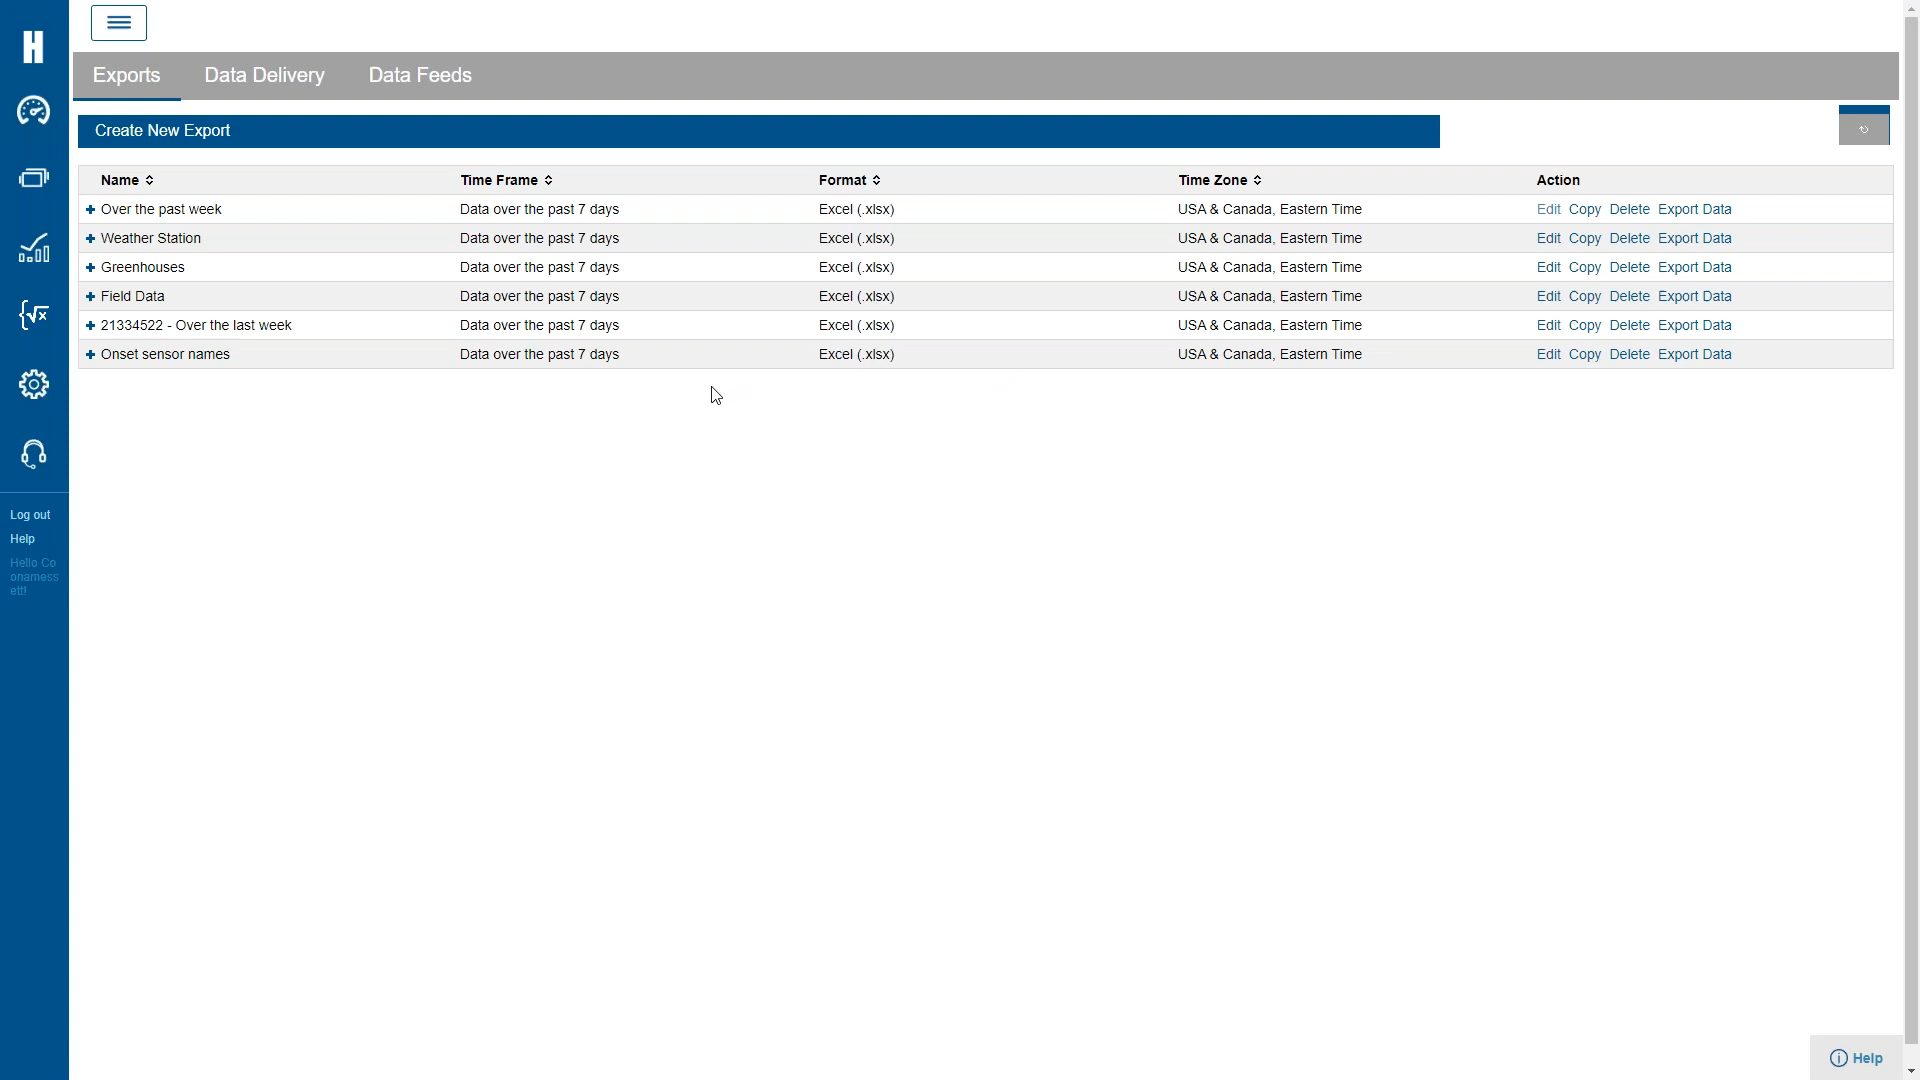 H
Exports Data Delivery Data Feeds
Create New Export
Name Time Frame Format Time Zone Action
Over the past week Data over the past 7 days Excel (.xlsx) USA & Canada, Eastern Time Edit Copy Delete Export Data
Weather Station Data over the past 7 days Excel (.xlsx) USA & Canada, Eastern Time Edit Copy Delete Export Data
Greenhouses Data over the past 7 days Excel (.xlsx) USA & Canada, Eastern Time Edit Copy Delete Export Data
Field Data Data over the past 7 days Excel (.xlsx) USA & Canada, Eastern Time Edit Copy Delete Export Data
21334522 - Over the last week Data over the past 7 days Excel (.xlsx) USA & Canada, Eastern Time Edit Copy Delete Export Data
Onset sensor names Data over the past 7 days Excel (.xlsx) USA & Canada, Eastern Time Edit Copy Delete Export Data
Log out
Help
Hello Co
onamess
ett!
Help